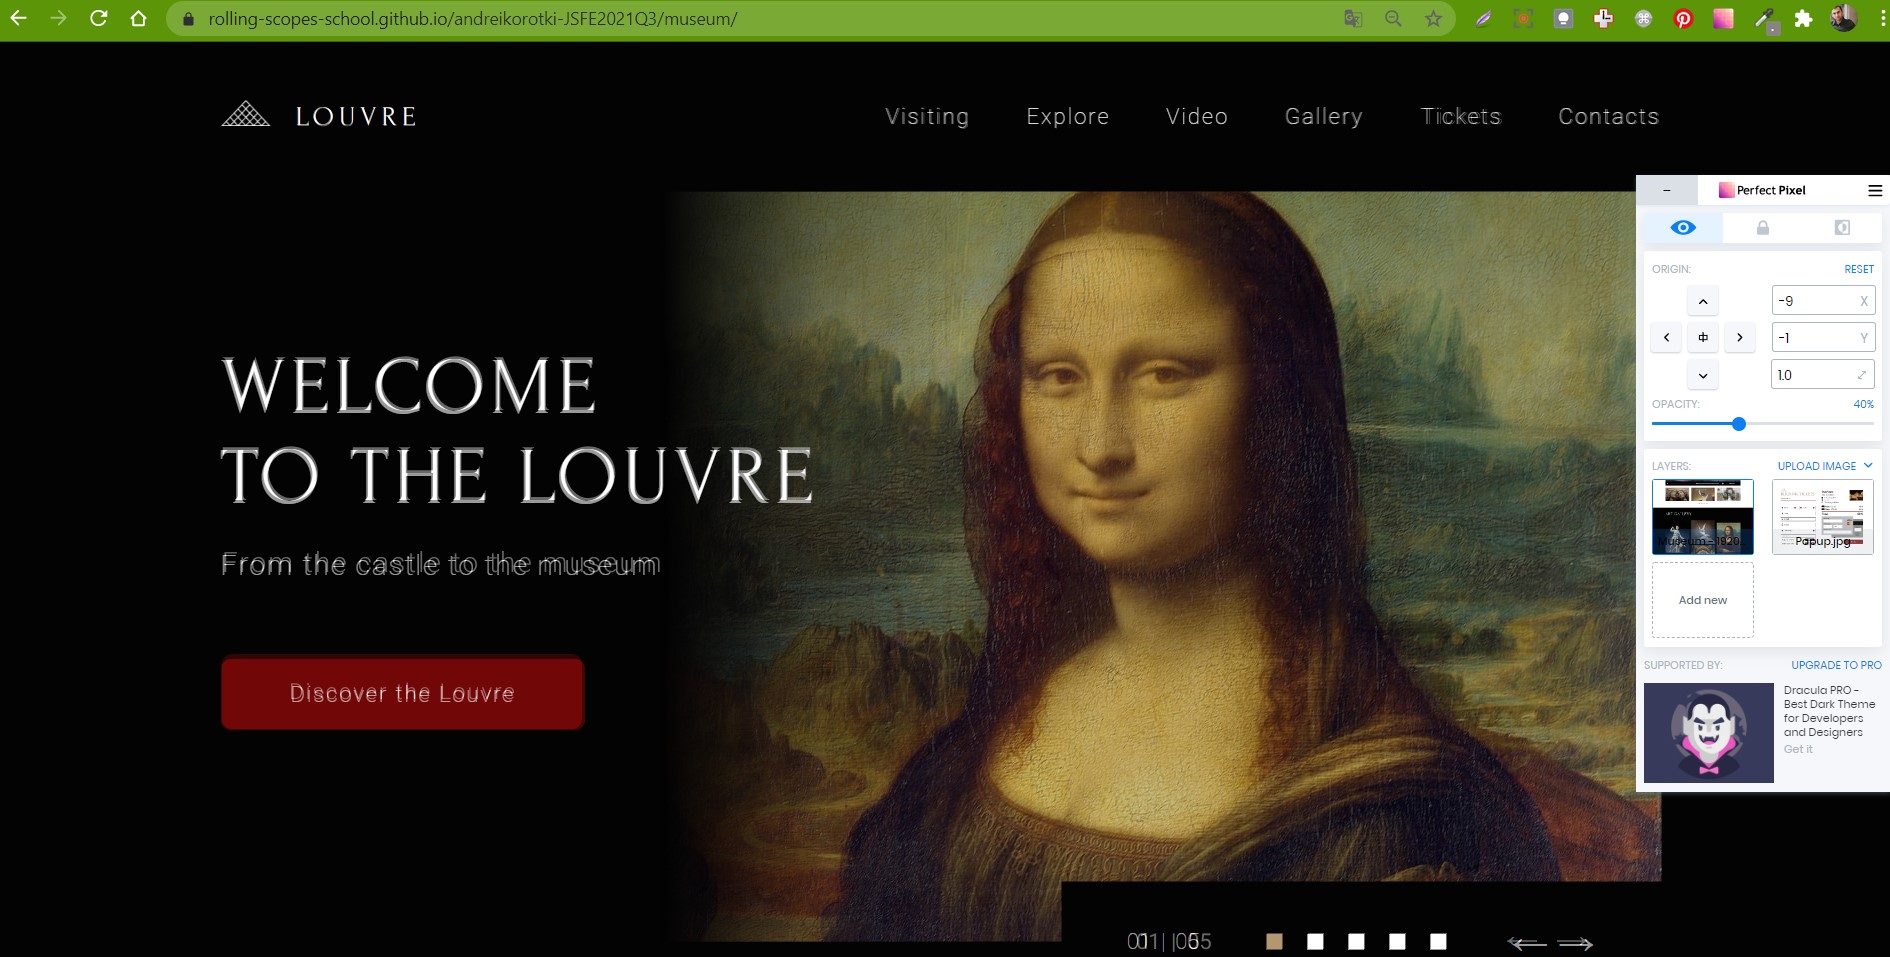 rolling-scopes-school.github.io/andreikorotki-JSFE2021Q3/museum/
LOUVRE
Visiting Explore Video Gallery Tickets Contacts
WELCOME
TO THE LOUVRE
From the castle to the museum
Discover the Louvre
01 | 05
Perfect Pixel
ORIGIN: RESET
-9 X
-1 Y
1.0
OPACITY: 40%
LAYERS: UPLOAD IMAGE
Museum-1920
Popup.jpg
Add new
SUPPORTED BY: UPGRADE TO PRO
Dracula PRO -
Best Dark Theme
for Developers
and Designers
Get it